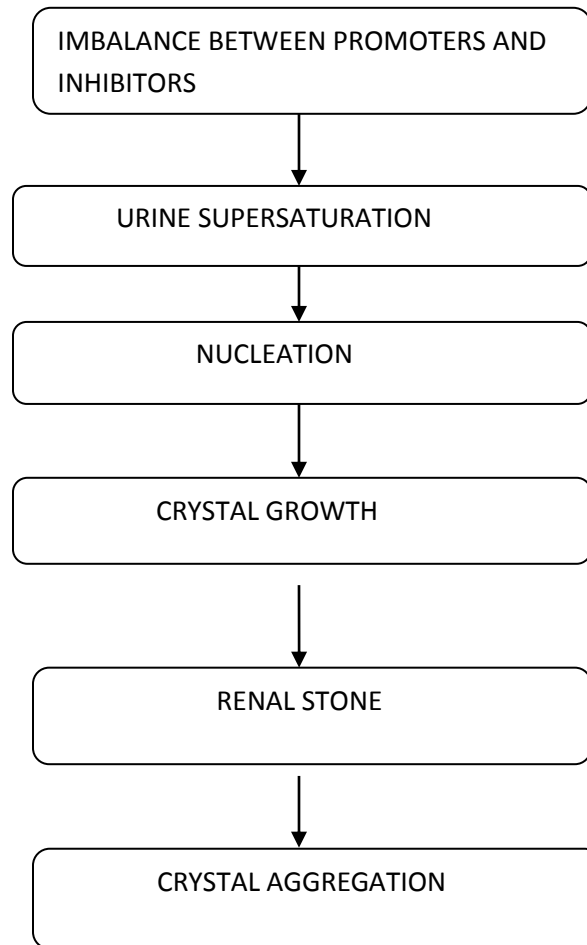 IMBALANCE BETWEEN PROMOTERS AND
INHIBITORS
URINE SUPERSATURATION
NUCLEATION
CRYSTAL GROWTH
RENAL STONE
CRYSTAL AGGREGATION